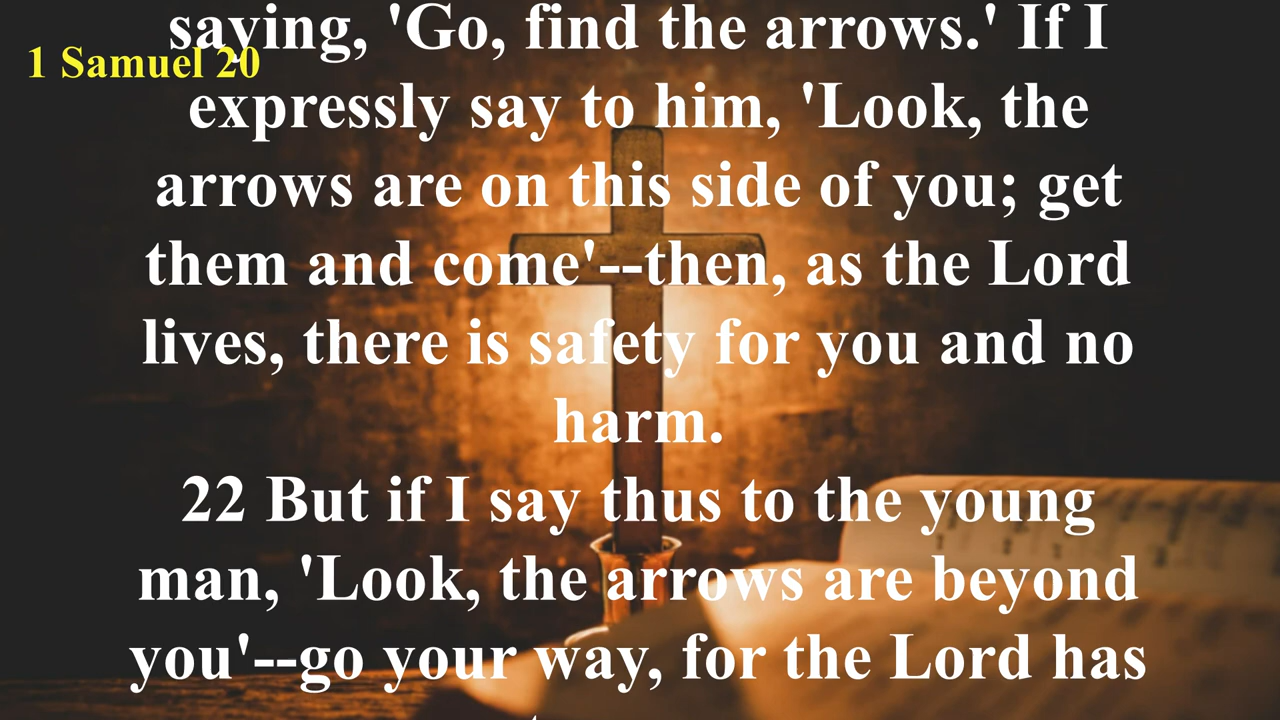 saying, 'Go, find the arrows.' If I
1 Samuel 20
expressly say to him, 'Look, the
arrows are on this side of you; get
them and come'--then, as the Lord
lives, there is safety for you and no
harm.
22 But if I say thus to the young
man, 'Look, the arrows are beyond
you'--go your way, for the Lord has